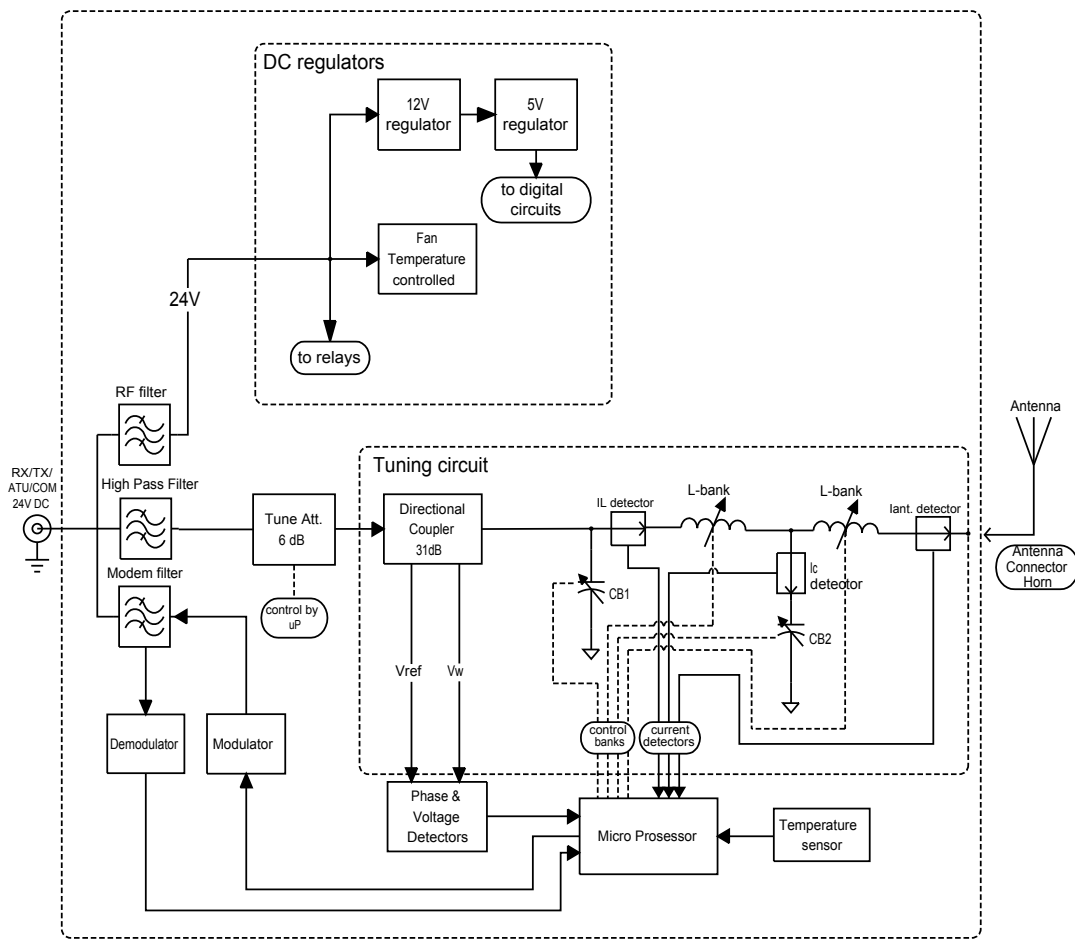 DC regulators
12V
regulator
5V
regulator
to digital
circuits
Fan
Temperature
controlled
24V
to relays
RF filter
RX/TX/
ATU/COM
24V DC
High Pass Filter
Tune Att.
6 dB
control by
uP
Modem filter
Demodulator
Modulator
Tuning circuit
Directional
Coupler
31dB
IL detector
L-bank
L-bank
Iant. detector
Ic
detector
CB1
CB2
Vref
Vw
control
banks
current
detectors
Antenna
Antenna
Connector
Horn
Phase &
Voltage
Detectors
Micro Prosessor
Temperature
sensor